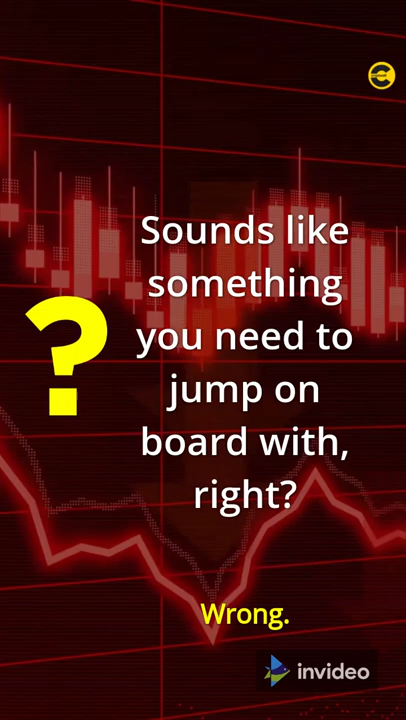 Sounds like
something
you need to
jump on
board with,
right?
?
Wrong.
invideo